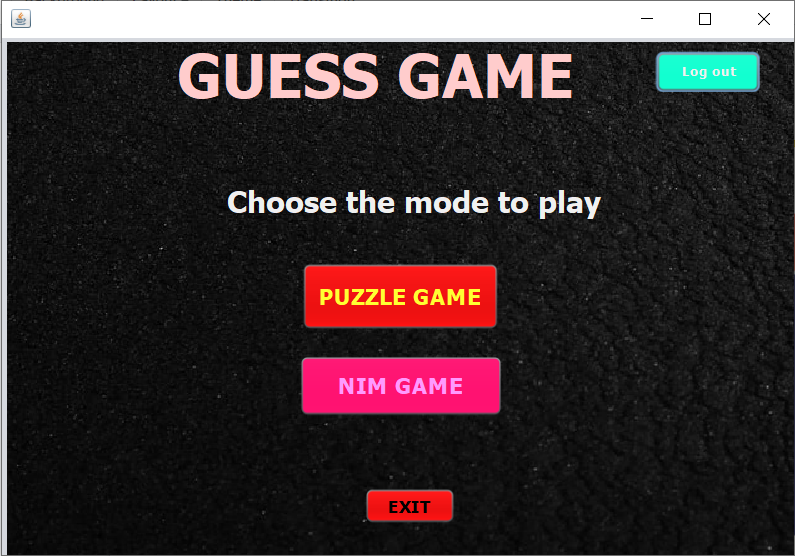 GUESS GAME
Log out
Choose the mode to play
PUZZLE GAME
NIM GAME
EXIT